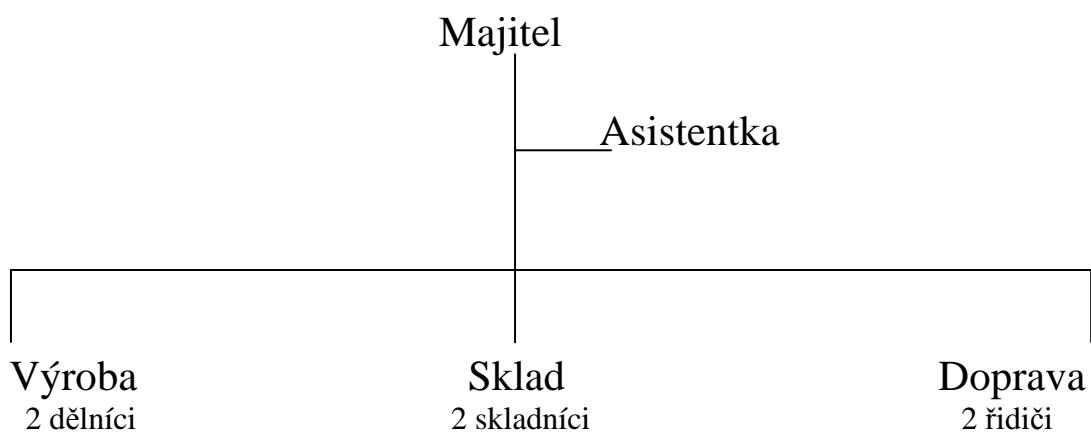 Majitel
Asistentka
Výroba Sklad Doprava
2 dělníci 2 skladníci 2 řidiči